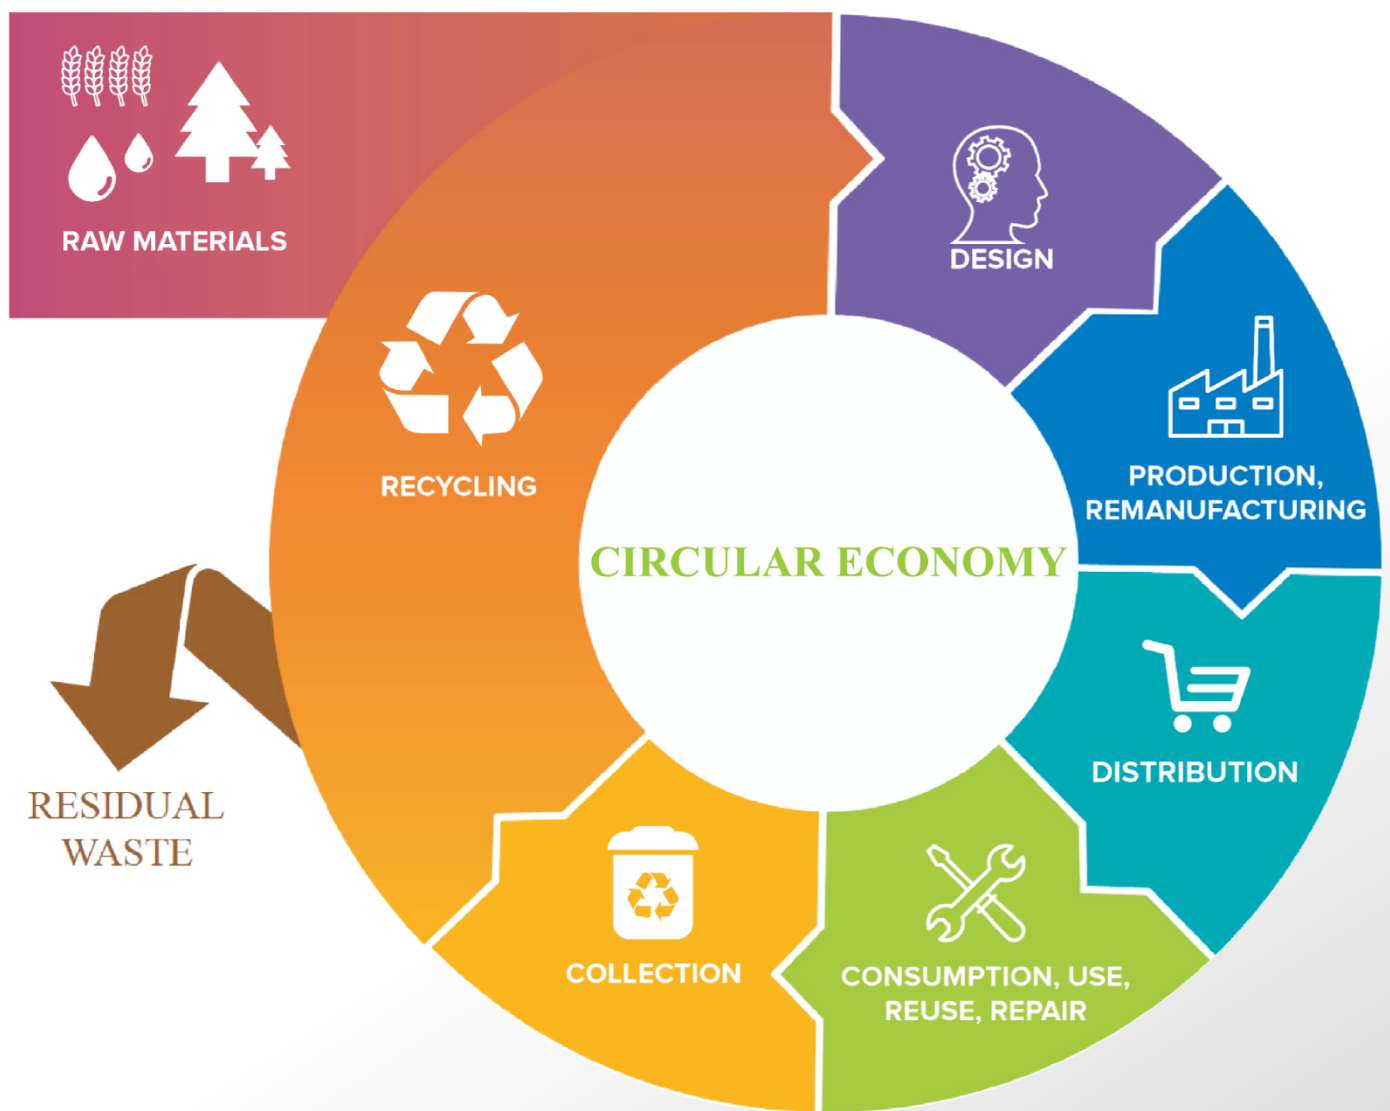 RAW MATERIALS
DESIGN
PRODUCTION,
REMANUFACTURING
DISTRIBUTION
CONSUMPTION, USE,
REUSE, REPAIR
COLLECTION
RECYCLING
CIRCULAR ECONOMY
RESIDUAL
WASTE